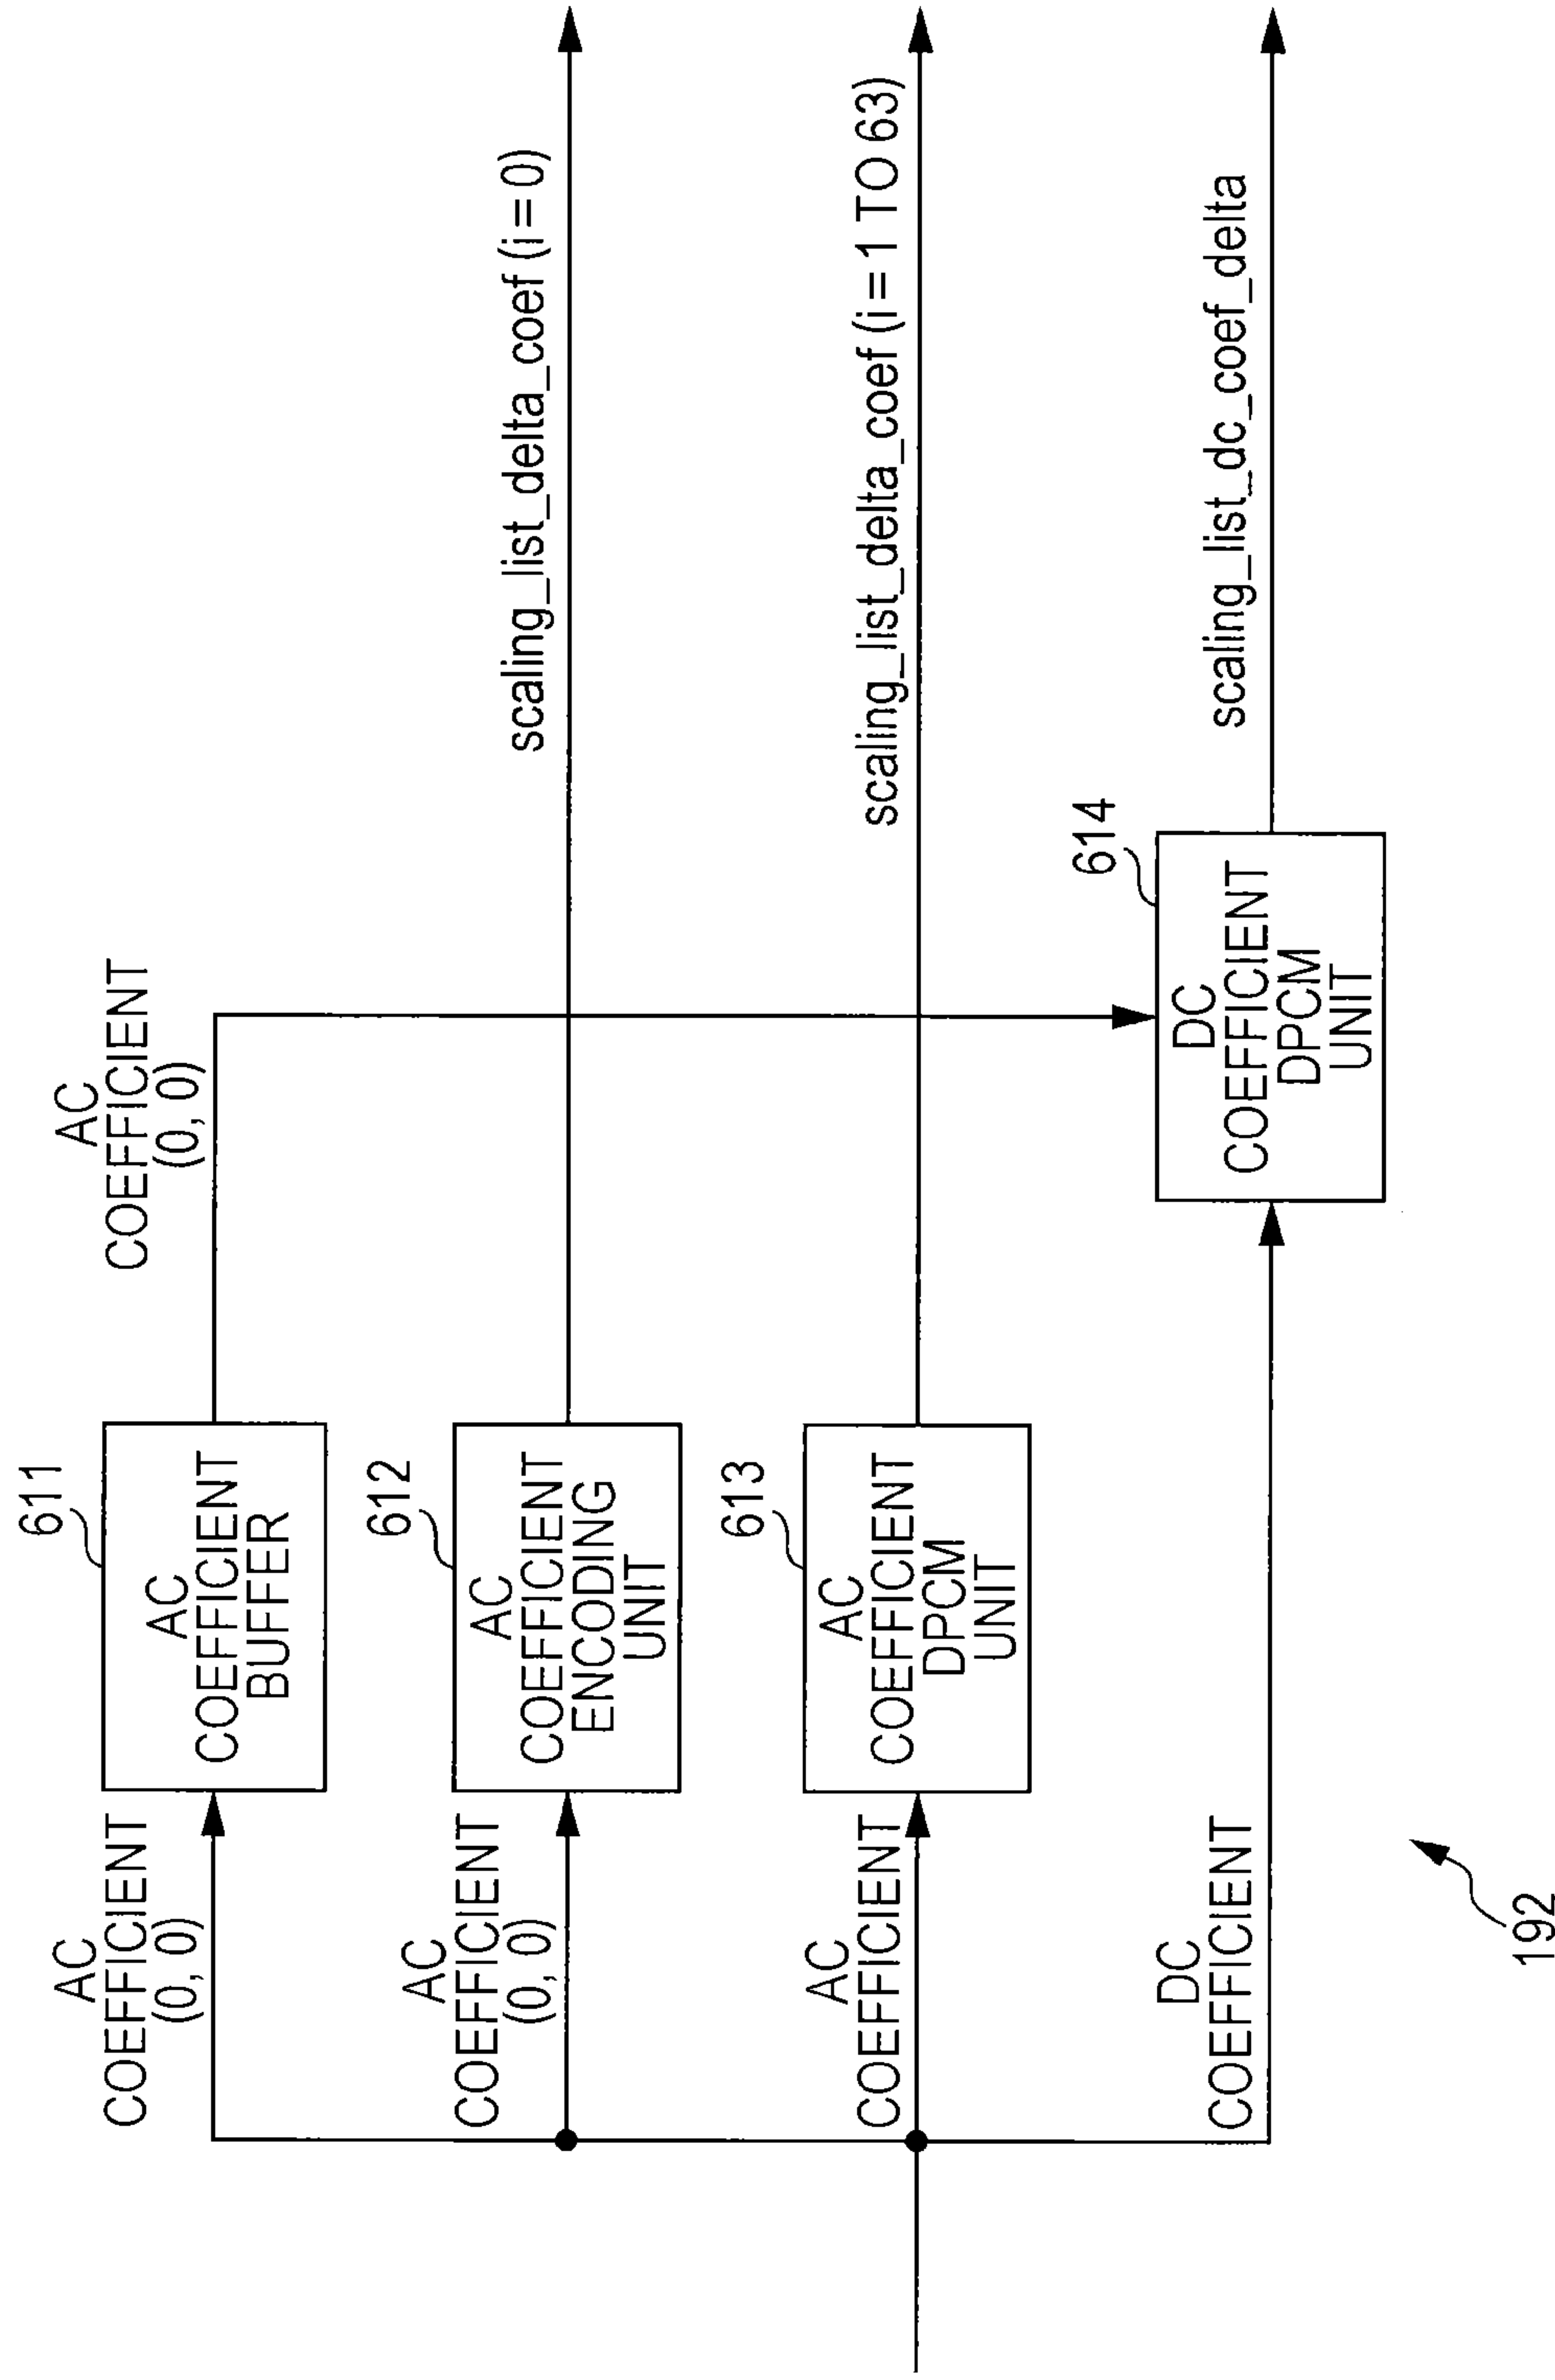 AC
COEFFICIENT
(0, 0)
611
AC
COEFFICIENT
BUFFER
AC
COEFFICIENT
(0, 0)
AC
COEFFICIENT
(0, 0)
612
AC
COEFFICIENT
ENCODING
UNIT
scaling_list_delta_coef (i = 0)
AC
COEFFICIENT
613
AC
COEFFICIENT
DPCM
UNIT
scaling_list_delta_coef (i = 1 TO 63)
DC
COEFFICIENT
614
DC
COEFFICIENT
DPCM
UNIT
scaling_list_dc_coef_delta
192